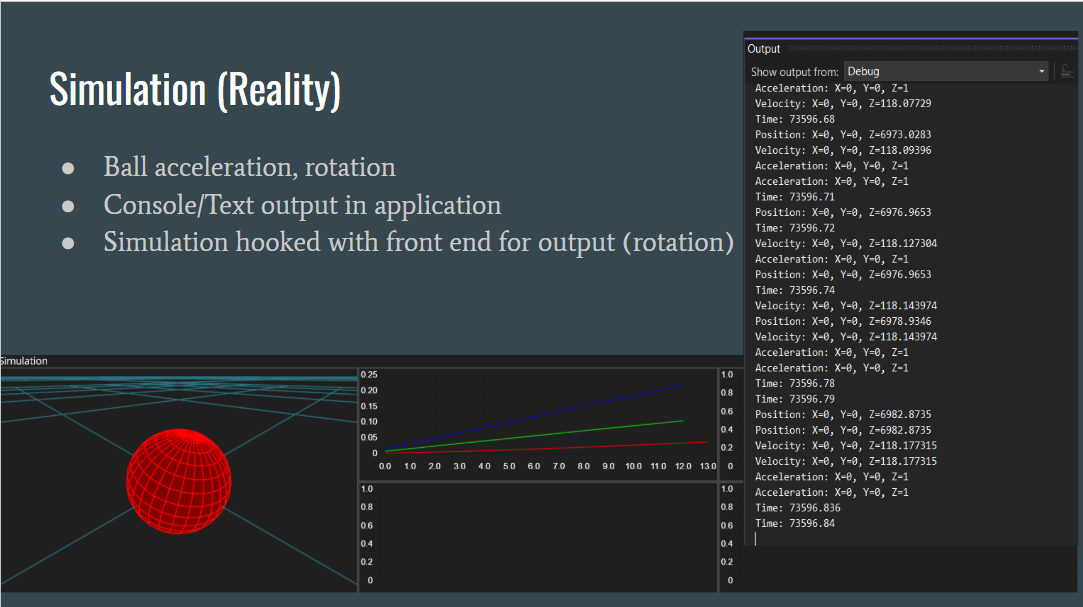 Simulation (Reality)
● Ball acceleration, rotation
● Console/Text output in application
● Simulation hooked with front end for output (rotation)
Output
Show output from: Debug
Acceleration: X=0, Y=0, Z=1
Velocity: X=0, Y=0, Z=118.07729
Time: 73596.68
Position: X=0, Y=0, Z=6973.0283
Velocity: X=0, Y=0, Z=118.09396
Acceleration: X=0, Y=0, Z=1
Acceleration: X=0, Y=0, Z=1
Time: 73596.71
Position: X=0, Y=0, Z=6976.9653
Time: 73596.72
Velocity: X=0, Y=0, Z=118.127304
Acceleration: X=0, Y=0, Z=1
Position: X=0, Y=0, Z=6976.9653
Time: 73596.74
Velocity: X=0, Y=0, Z=118.143974
Position: X=0, Y=0, Z=6978.9346
Velocity: X=0, Y=0, Z=118.143974
Acceleration: X=0, Y=0, Z=1
Acceleration: X=0, Y=0, Z=1
Time: 73596.78
Time: 73596.79
Position: X=0, Y=0, Z=6982.8735
Position: X=0, Y=0, Z=6982.8735
Velocity: X=0, Y=0, Z=118.177315
Velocity: X=0, Y=0, Z=118.177315
Acceleration: X=0, Y=0, Z=1
Acceleration: X=0, Y=0, Z=1
Time: 73596.836
Time: 73596.84
Simulation
0.25
0.20
0.15
0.10
0.05
0
0.0 1.0 2.0 3.0 4.0 5.0 6.0 7.0 8.0 9.0 10.0 11.0 12.0 13.0
1.0
0.8
0.6
0.4
0.2
0
1.0
0.8
0.6
0.4
0.2
0
1.0
0.8
0.6
0.4
0.2
0